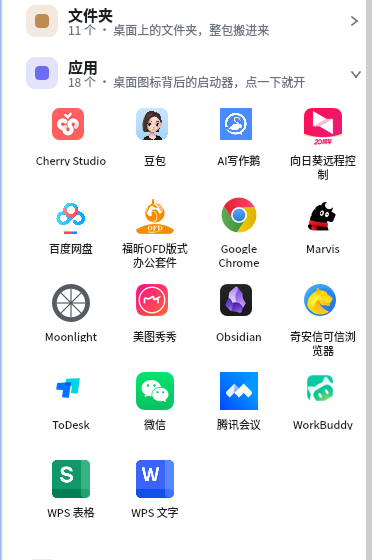 文件夹
11 个 · 桌面上的文件夹，整包搬进来
应用
18 个 · 桌面图标背后的启动器，点一下就开
20周年
Cherry Studio 豆包 AI写作鹅 向日葵远程控
制
OFD
百度网盘 福昕OFD版式 Google Marvis
办公套件 Chrome
Moonlight 美图秀秀 Obsidian 奇安信可信浏
览器
ToDesk 微信 腾讯会议 WorkBuddy
S W
WPS 表格 WPS 文字